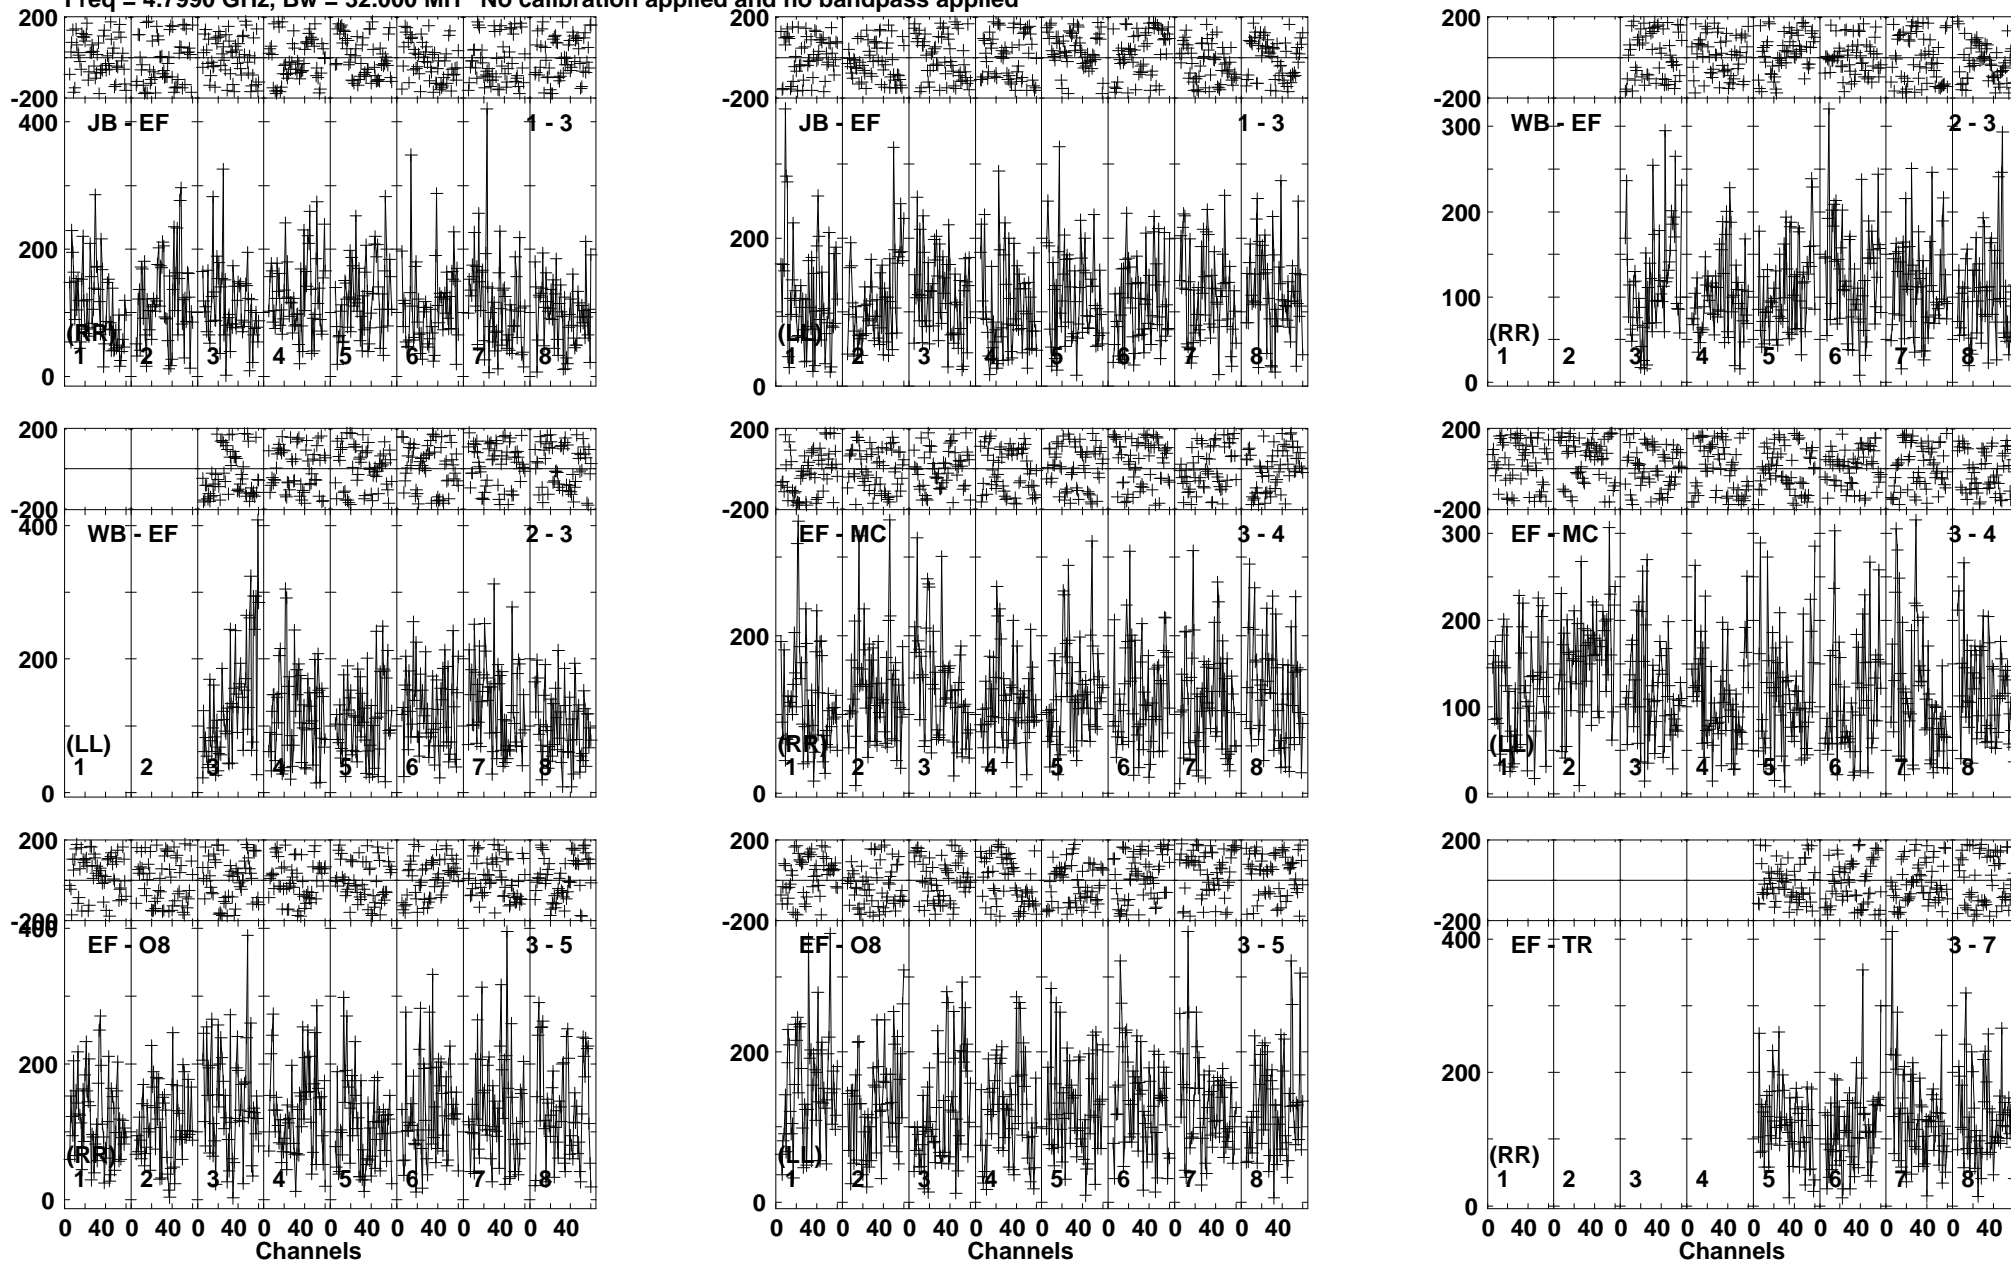 Freq = 4.7990 GHz, Bw = 32.000 MH No calibration applied and no bandpass applied
200 200 200
-200 -200 -200
400 JB - EF 1 - 3 JB - EF 1 - 3 300 WB - EF 2 - 3
200 200 200
100
(RR) (LL) (RR)
1 2 3 4 5 6 7 8 1 2 3 4 5 6 7 8 1 2 3 4 5 6 7 8
0 0 0
200 200 200
-200 -200 -200
400 WB - EF 2 - 3 EF - MC 3 - 4 300 EF - MC 3 - 4
200 200 200
100
(LL) (RR) (LL)
1 2 3 4 5 6 7 8 1 2 3 4 5 6 7 8 1 2 3 4 5 6 7 8
0 0 0
200 200 200
-200 -200 -200
400 EF - O8 3 - 5 EF - O8 3 - 5 400 EF - TR 3 - 7
200 200 200
(RR) (LL) (RR)
1 2 3 4 5 6 7 8 1 2 3 4 5 6 7 8 1 2 3 4 5 6 7 8
0 0 0
0 40 0 40 0 40 0 40 0 40 0 40 0 40 0 40 0 40 0 40 0 40 0 40 0 40 0 40 0 40 0 40 0 40 0 40 0 40 0 40 0 40 0 40 0 40 0 40
Channels Channels Channels